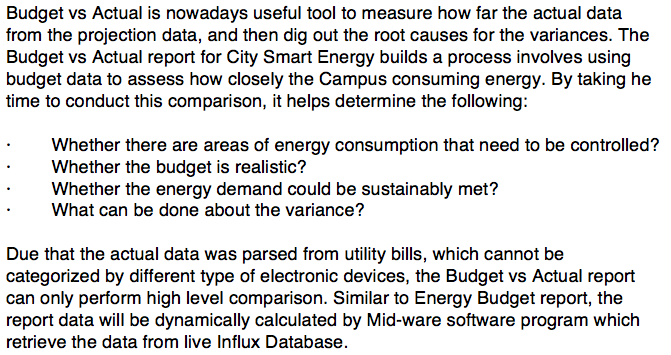 Budget vs Actual is nowadays useful tool to measure how far the actual data
from the projection data, and then dig out the root causes for the variances. The
Budget vs Actual report for City Smart Energy builds a process involves using
budget data to assess how closely the Campus consuming energy. By taking he
time to conduct this comparison, it helps determine the following:
· Whether there are areas of energy consumption that need to be controlled?
· Whether the budget is realistic?
· Whether the energy demand could be sustainably met?
· What can be done about the variance?
Due that the actual data was parsed from utility bills, which cannot be
categorized by different type of electronic devices, the Budget vs Actual report
can only perform high level comparison. Similar to Energy Budget report, the
report data will be dynamically calculated by Mid-ware software program which
retrieve the data from live Influx Database.